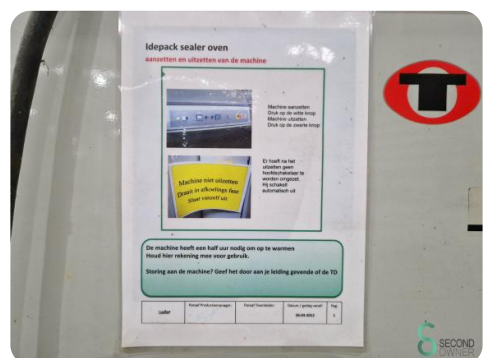 Idepack sealer oven
aanzetten en uitzetten van de machine
Machine aanzetten
Druk op de witte knop
Machine uitzetten
Druk op de zwarte knop
Machine niet uitzetten
Draait in afkoelings fase
Slaat vanzelf uit
Er hoeft na het
uitzetten geen
hoofdschakelaar te
worden omgezet.
Hij schakelt
automatisch uit
De machine heeft een half uur nodig om op te warmen
Houd hier rekening mee voor gebruik.
Storing aan de machine? Geef het door aan je leiding gevende of de TD
Paraaf Productiemanager:
Paraaf Teamleider:
Datum / geldig vanaf:
Pag.
1
SECOND
OWNER